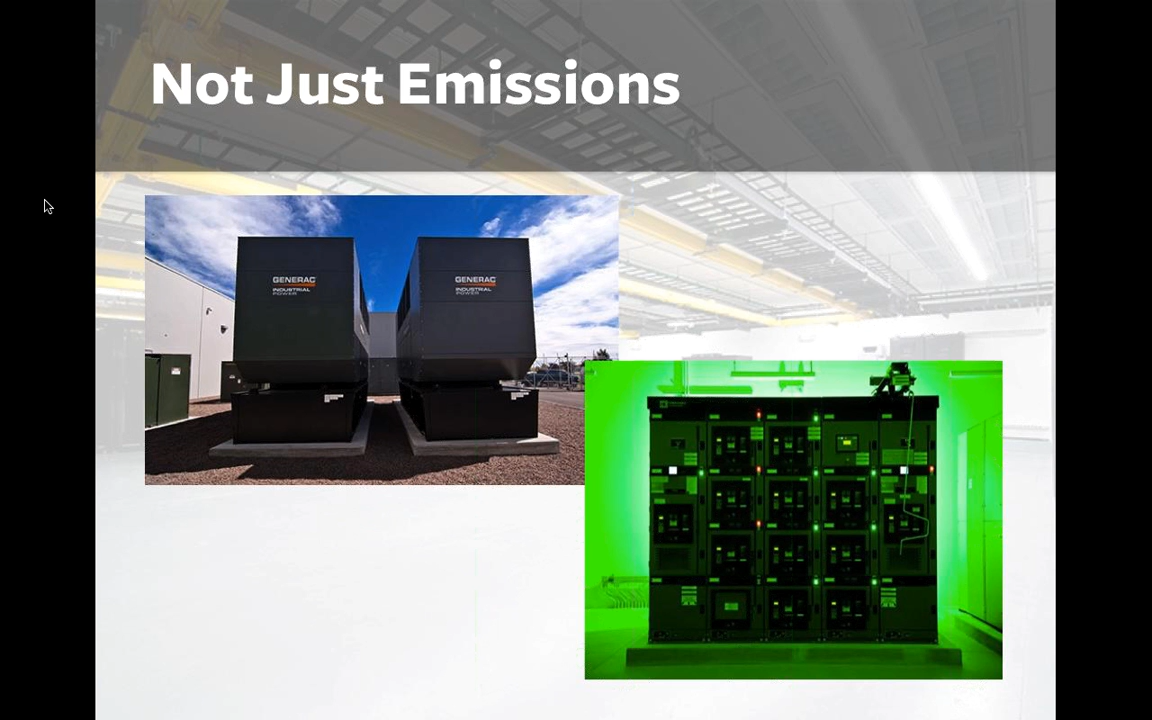 Not Just Emissions
GENERAC
INDUSTRIAL
POWER
GENERAC
INDUSTRIAL
POWER